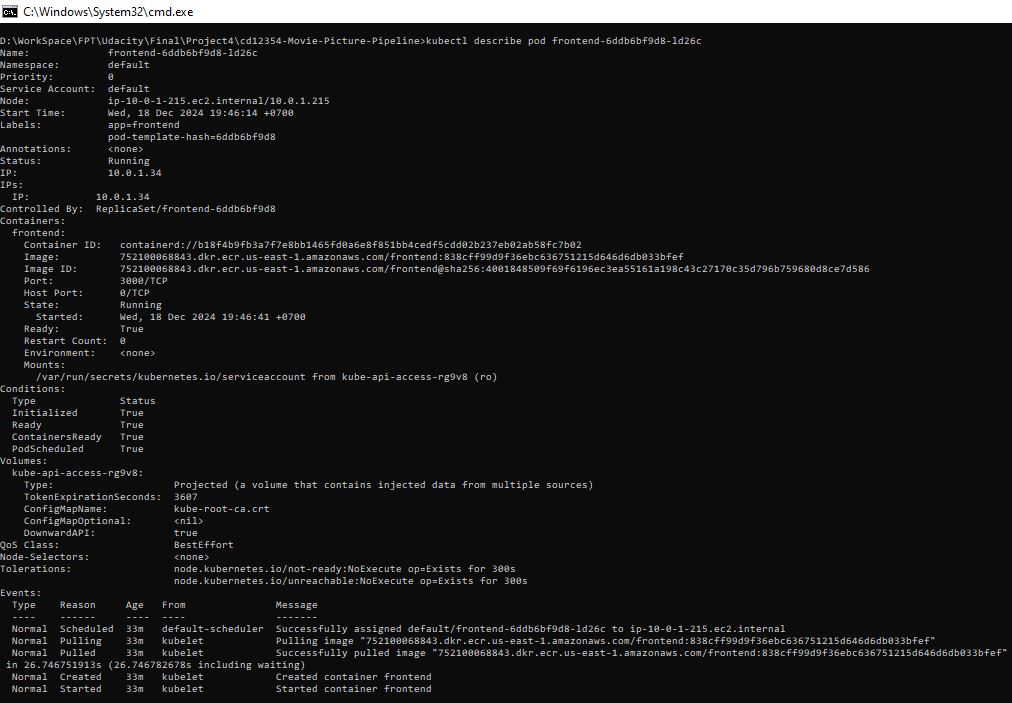 C:\Windows\System32\cmd.exe
D:\WorkSpace\FPT\Udacity\Final\Project4\cd12354-Movie-Picture-Pipeline>kubectl describe pod frontend-6ddb6bf9d8-ld26c
Name:             frontend-6ddb6bf9d8-ld26c
Namespace:        default
Priority:         0
Service Account:  default
Node:             ip-10-0-1-215.ec2.internal/10.0.1.215
Start Time:       Wed, 18 Dec 2024 19:46:14 +0700
Labels:           app=frontend
                  pod-template-hash=6ddb6bf9d8
Annotations:      <none>
Status:           Running
IP:               10.0.1.34
IPs:
  IP:           10.0.1.34
Controlled By:  ReplicaSet/frontend-6ddb6bf9d8
Containers:
  frontend:
    Container ID:   containerd://b18f4b9fb3a7f7e8bb1465fd0a6e8f851bb4cedf5cdd02b237eb02ab58fc7b02
    Image:          752100068843.dkr.ecr.us-east-1.amazonaws.com/frontend:838cff99d9f36ebc636751215d646d6db033bfef
    Image ID:       752100068843.dkr.ecr.us-east-1.amazonaws.com/frontend@sha256:4001848509f69f6196ec3ea55161a198c43c27170c35d796b759680d8ce7d586
    Port:           3000/TCP
    Host Port:      0/TCP
    State:          Running
      Started:      Wed, 18 Dec 2024 19:46:41 +0700
    Ready:          True
    Restart Count:  0
    Environment:    <none>
    Mounts:
      /var/run/secrets/kubernetes.io/serviceaccount from kube-api-access-rg9v8 (ro)
Conditions:
  Type              Status
  Initialized       True
  Ready             True
  ContainersReady   True
  PodScheduled      True
Volumes:
  kube-api-access-rg9v8:
    Type:                    Projected (a volume that contains injected data from multiple sources)
    TokenExpirationSeconds:  3607
    ConfigMapName:           kube-root-ca.crt
    ConfigMapOptional:       <nil>
    DownwardAPI:             true
QoS Class:                   BestEffort
Node-Selectors:              <none>
Tolerations:                 node.kubernetes.io/not-ready:NoExecute op=Exists for 300s
                             node.kubernetes.io/unreachable:NoExecute op=Exists for 300s
Events:
  Type    Reason     Age   From               Message
  ----    ------     ----  ----               -------
  Normal  Scheduled  33m   default-scheduler  Successfully assigned default/frontend-6ddb6bf9d8-ld26c to ip-10-0-1-215.ec2.internal
  Normal  Pulling    33m   kubelet            Pulling image "752100068843.dkr.ecr.us-east-1.amazonaws.com/frontend:838cff99d9f36ebc636751215d646d6db033bfef"
  Normal  Pulled     33m   kubelet            Successfully pulled image "752100068843.dkr.ecr.us-east-1.amazonaws.com/frontend:838cff99d9f36ebc636751215d646d6db033bfef"
in 26.746751913s (26.746782678s including waiting)
  Normal  Created    33m   kubelet            Created container frontend
  Normal  Started    33m   kubelet            Started container frontend